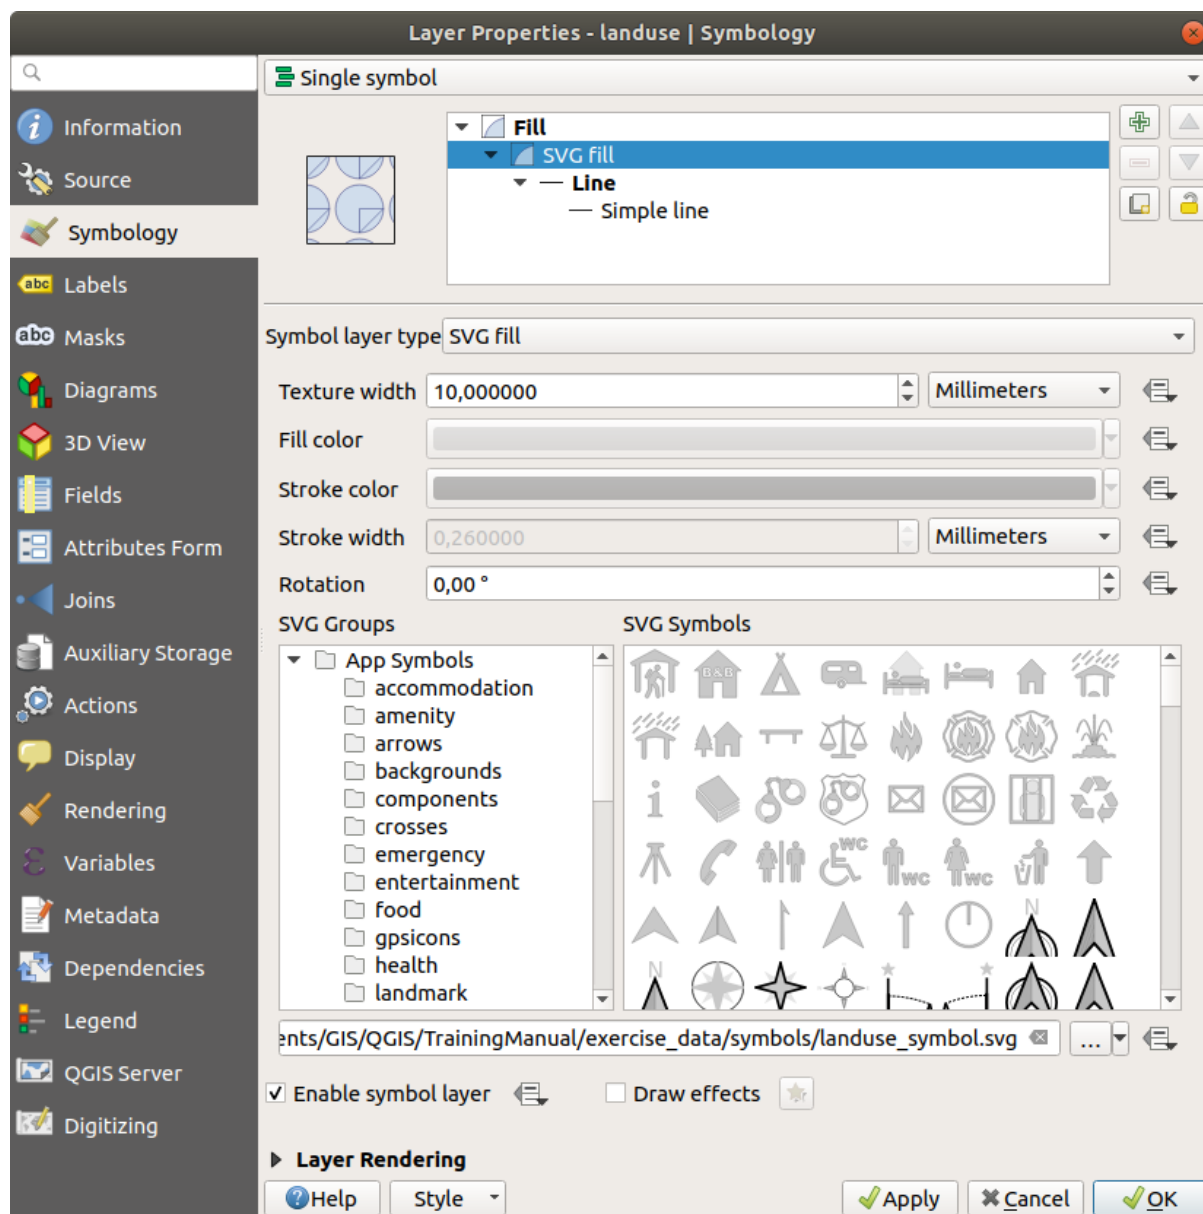 Layer Properties - landuse | Symbology
Single symbol
Information
Source
Symbology
Labels
Masks
Diagrams
3D View
Fields
Attributes Form
Joins
Auxiliary Storage
Actions
Display
Rendering
Variables
Metadata
Dependencies
Legend
QGIS Server
Digitizing
abc
abc
Fill
SVG fill
Line
Simple line
Symbol layer type SVG fill
Texture width 10,000000 Millimeters
Fill color
Stroke color
Stroke width 0,260000 Millimeters
Rotation 0,00 °
SVG Groups
App Symbols
accommodation
amenity
arrows
backgrounds
components
crosses
emergency
entertainment
food
gpsicons
health
landmark
SVG Symbols
B&B
i
WC
WC
WC
N
N
ents/GIS/QGIS/TrainingManual/exercise_data/symbols/landuse_symbol.svg ...
Enable symbol layer Draw effects
Layer Rendering
Help Style Apply Cancel OK